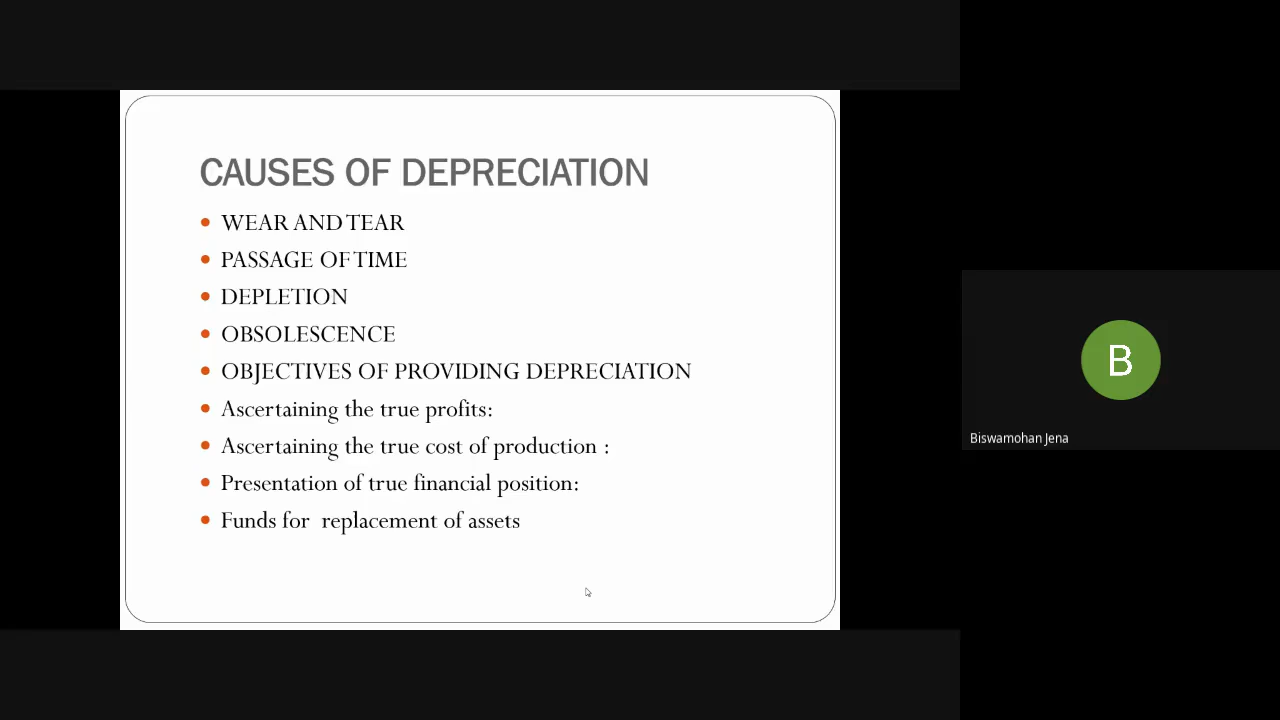 CAUSES OF DEPRECIATION
• WEAR AND TEAR
• PASSAGE OF TIME
• DEPLETION
• OBSOLESCENCE
• OBJECTIVES OF PROVIDING DEPRECIATION
• Ascertaining the true profits:
• Ascertaining the true cost of production :
• Presentation of true financial position:
• Funds for  replacement of assets
B
Biswamohan Jena